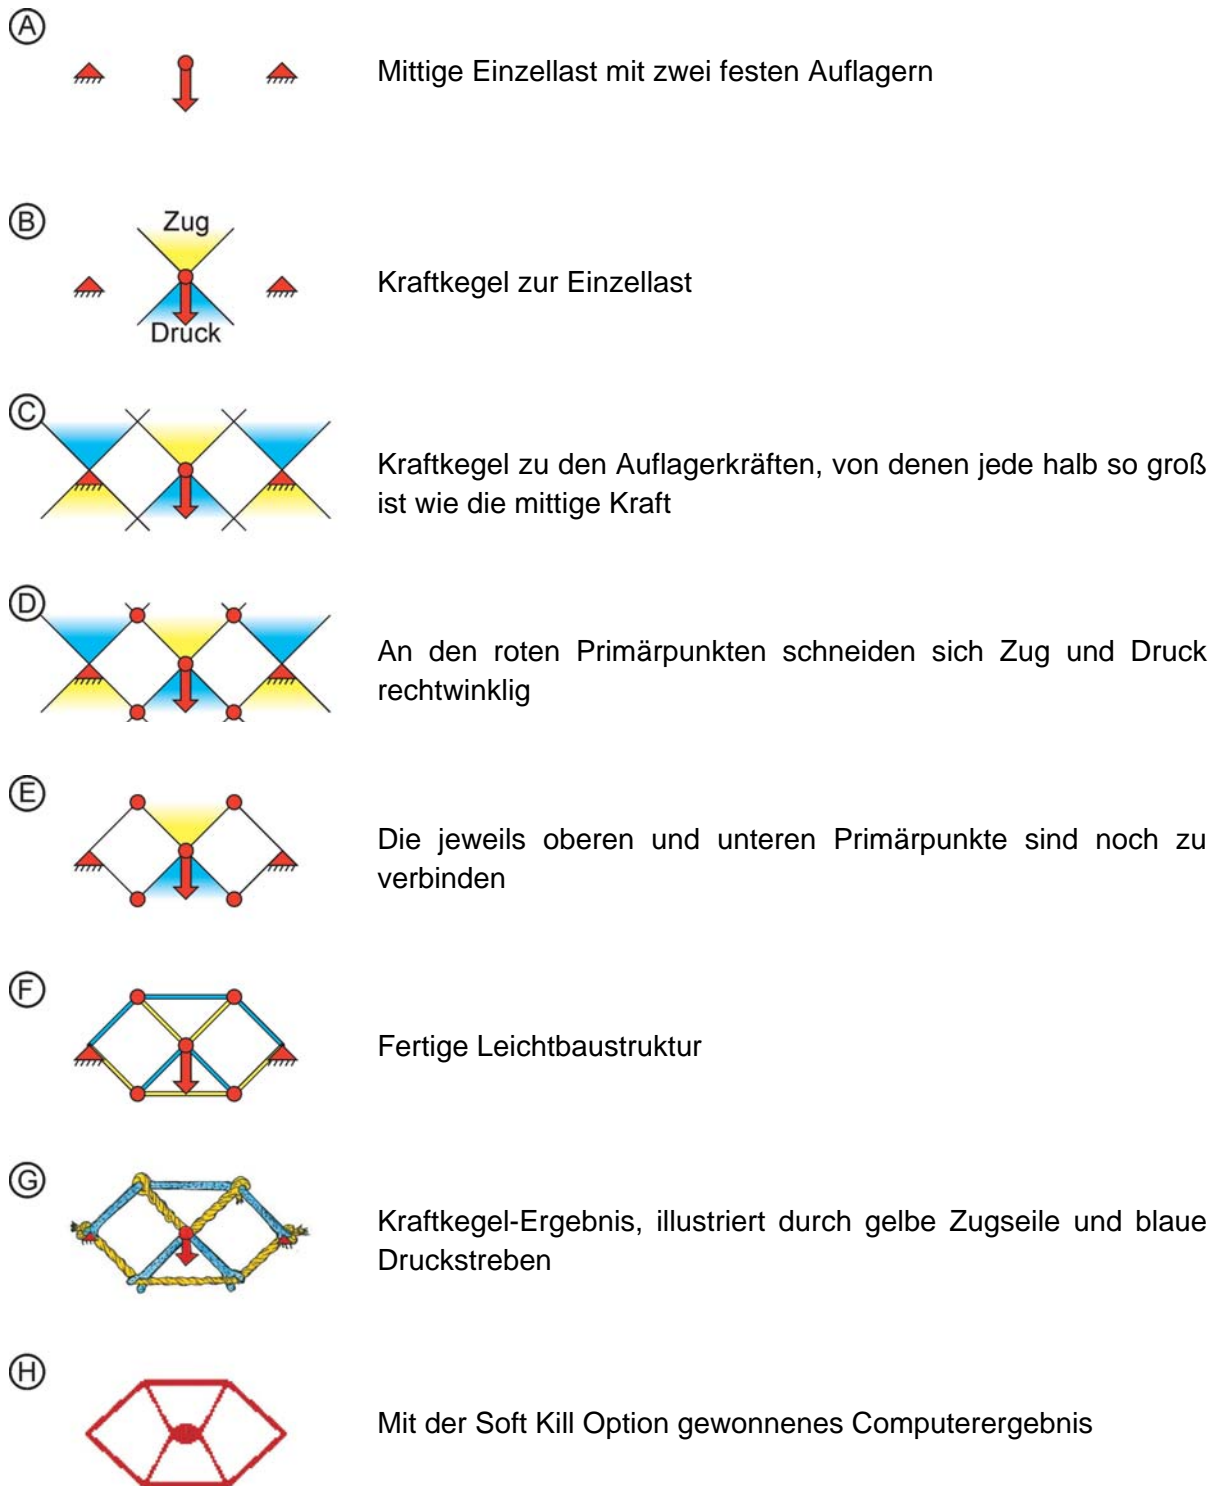 A
Mittige Einzellast mit zwei festen Auflagern
B
Zug
Kraftkegel zur Einzellast
Druck
C
Kraftkegel zu den Auflagerkräften, von denen jede halb so groß
ist wie die mittige Kraft
D
An den roten Primärpunkten schneiden sich Zug und Druck
rechtwinklig
E
Die jeweils oberen und unteren Primärpunkte sind noch zu
verbinden
F
Fertige Leichtbaustruktur
G
Kraftkegel-Ergebnis, illustriert durch gelbe Zugseile und blaue
Druckstreben
H
Mit der Soft Kill Option gewonnenes Computerergebnis